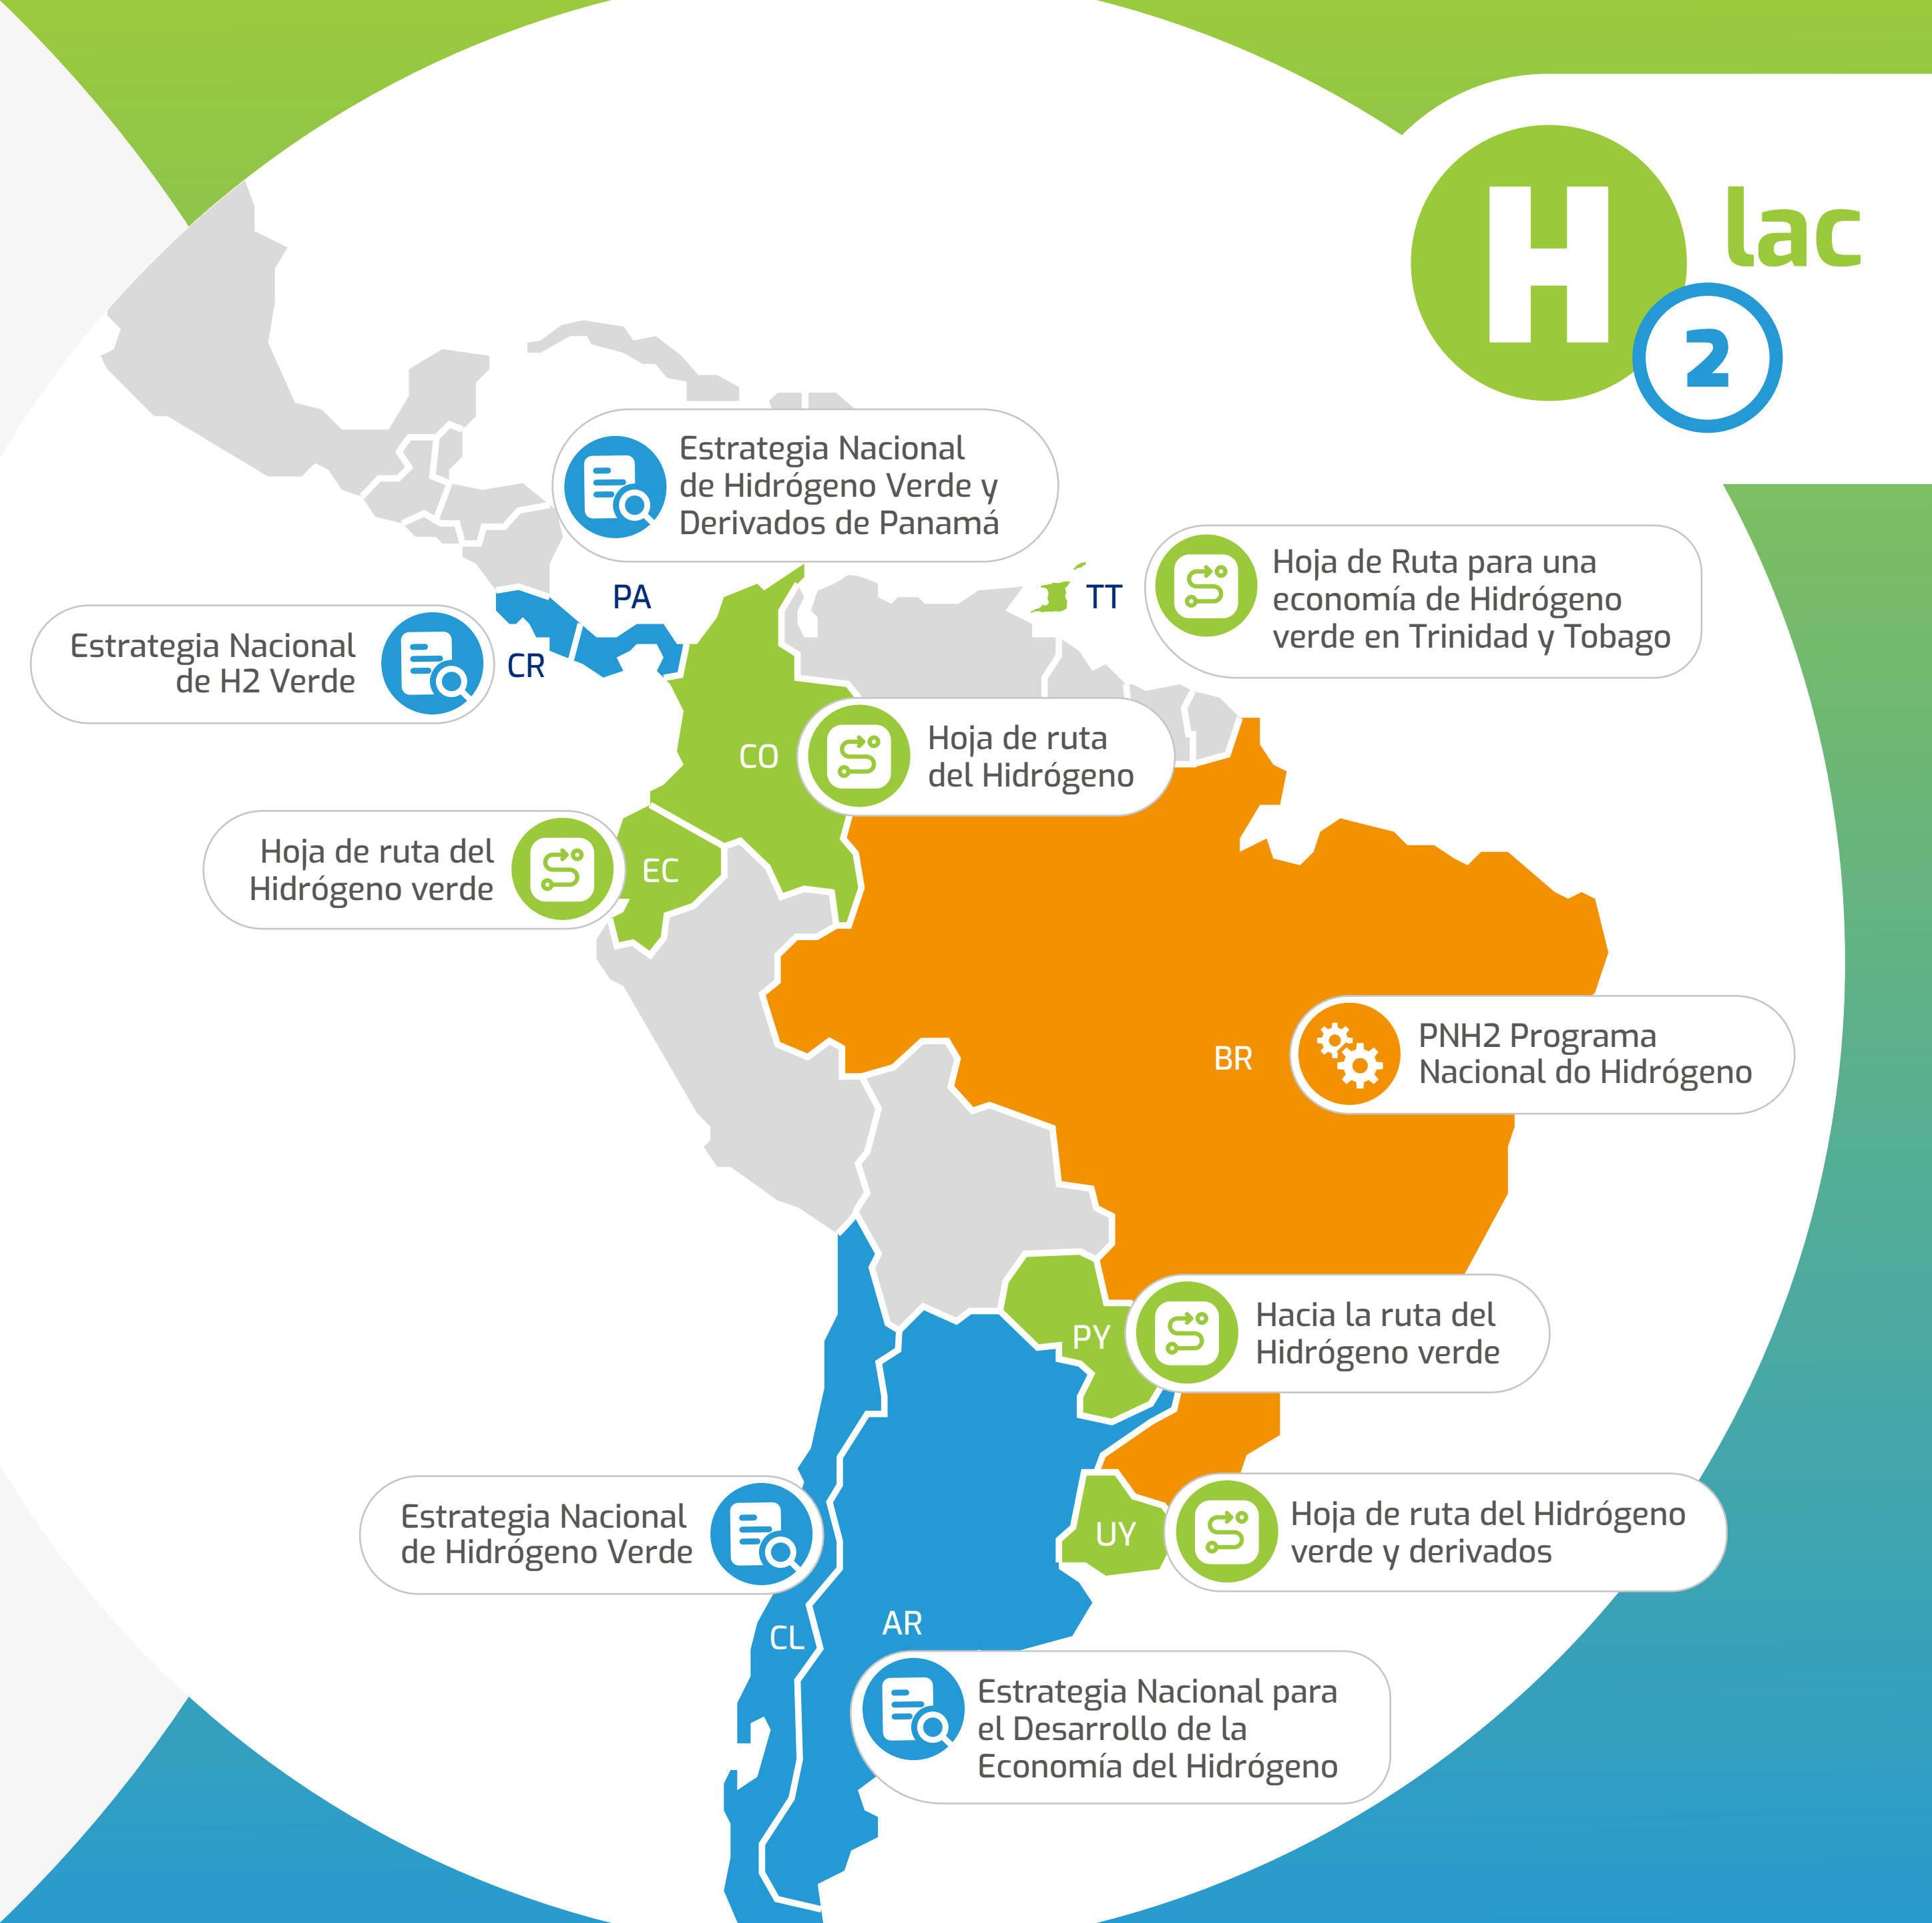 H
2
lac
Estrategia Nacional
de Hidrógeno Verde y
Derivados de Panamá
PA
TT
Hoja de Ruta para una
economía de Hidrógeno
verde en Trinidad y Tobago
Estrategia Nacional
de H2 Verde
CR
CO
Hoja de ruta
del Hidrógeno
Hoja de ruta del
Hidrógeno verde
EC
BR
PNH2 Programa
Nacional do Hidrógeno
PY
Hacia la ruta del
Hidrógeno verde
Estrategia Nacional
de Hidrógeno Verde
UY
Hoja de ruta del Hidrógeno
verde y derivados
CL
AR
Estrategia Nacional para
el Desarrollo de la
Economía del Hidrógeno